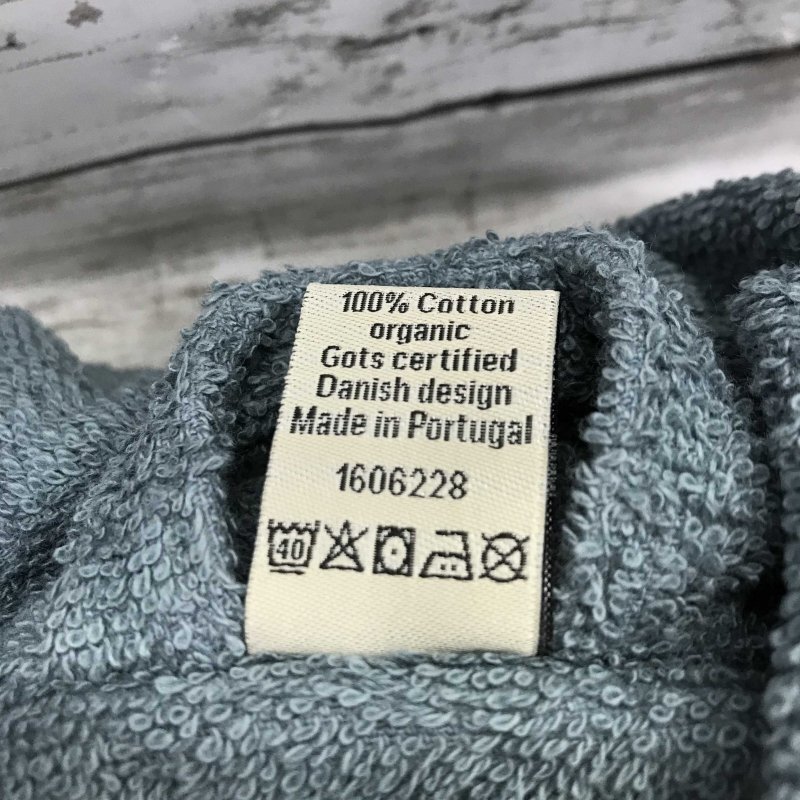 100% Cotton
organic
Gots certified
Danish design
Made in Portugal
1606228
40